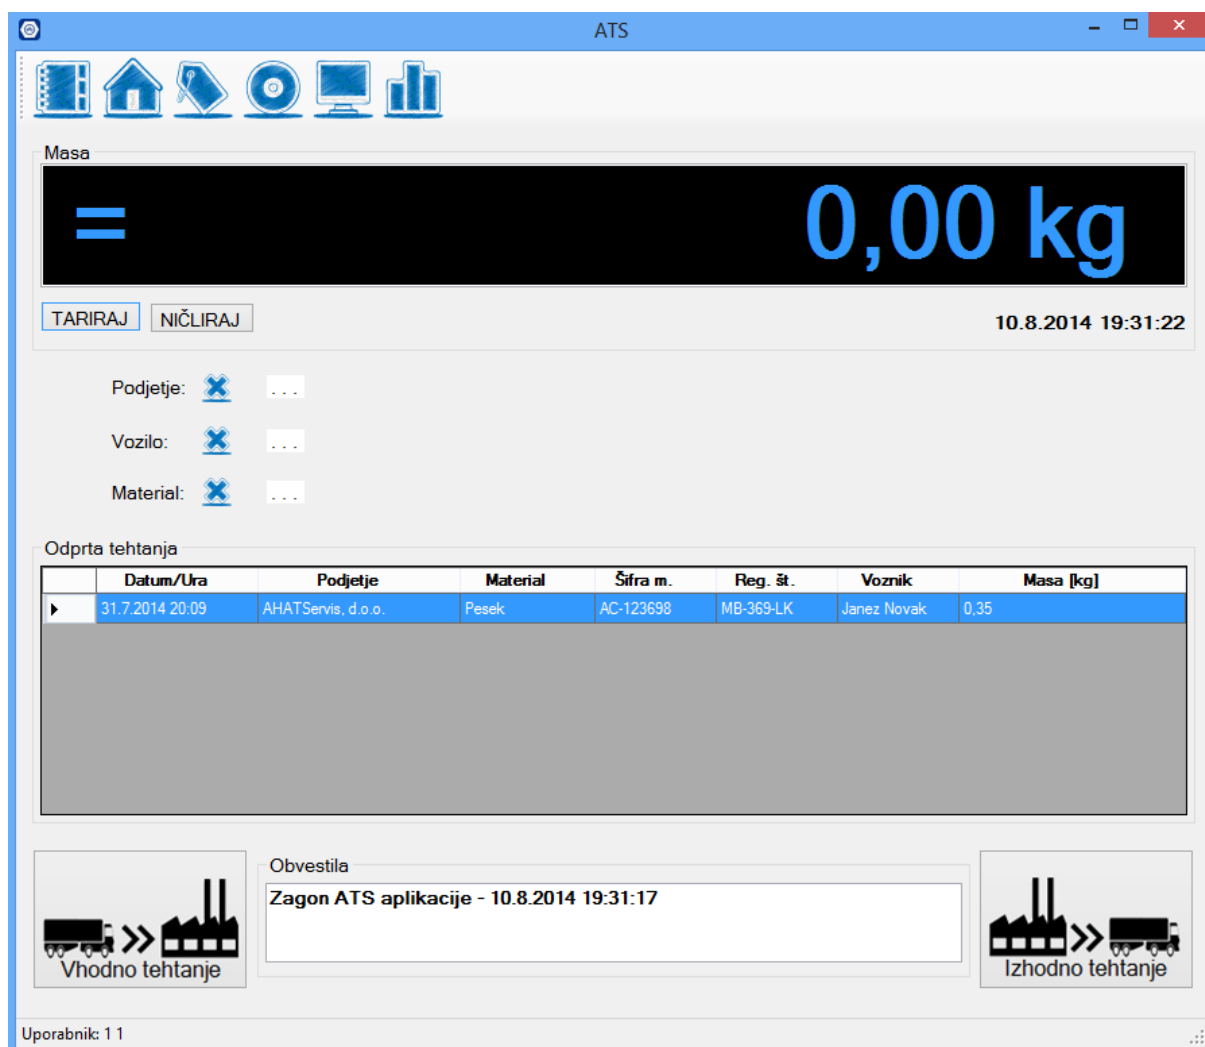 ATS
Masa
= 0,00 kg
TARIRAJ NIČLIRAJ 10.8.2014 19:31:22
Podjetje: . . .
Vozilo: . . .
Material: . . .
Odprta tehtanja
Datum/Ura Podjetje Material Šifra m. Reg. št. Voznik Masa [kg]
31.7.2014 20:09 AHATServis, d.o.o. Pesek AC-123698 MB-369-LK Janez Novak 0,35
Obvestila
Zagon ATS aplikacije - 10.8.2014 19:31:17
Vhodno tehtanje
Izhodno tehtanje
Uporabnik: 1 1